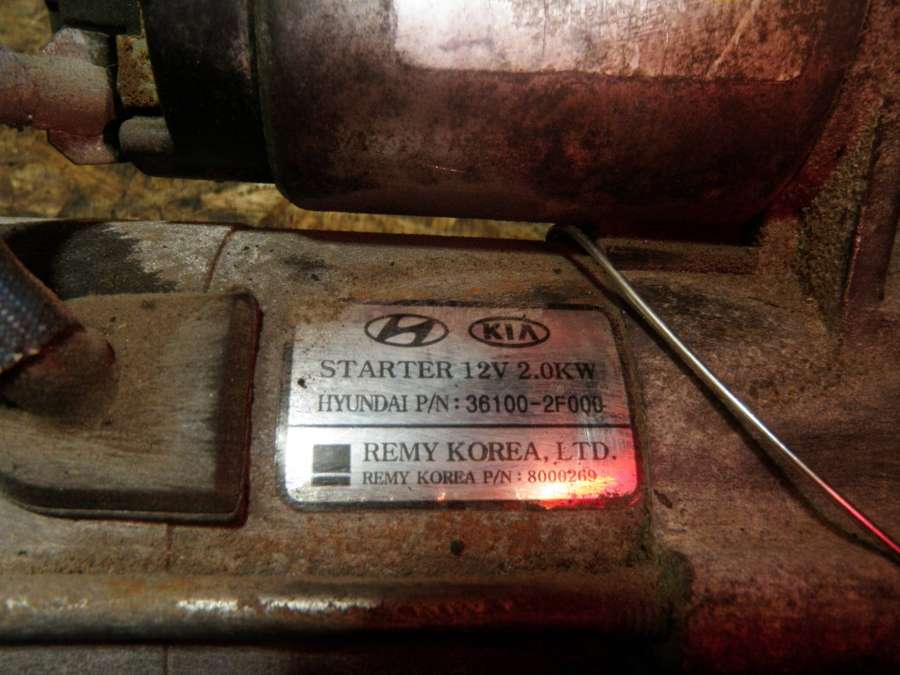 KIA
STARTER 12V 2.0KW
HYUNDAI P/N : 36100-2F000
REMY KOREA, LTD.
REMY KOREA P/N : 8000269